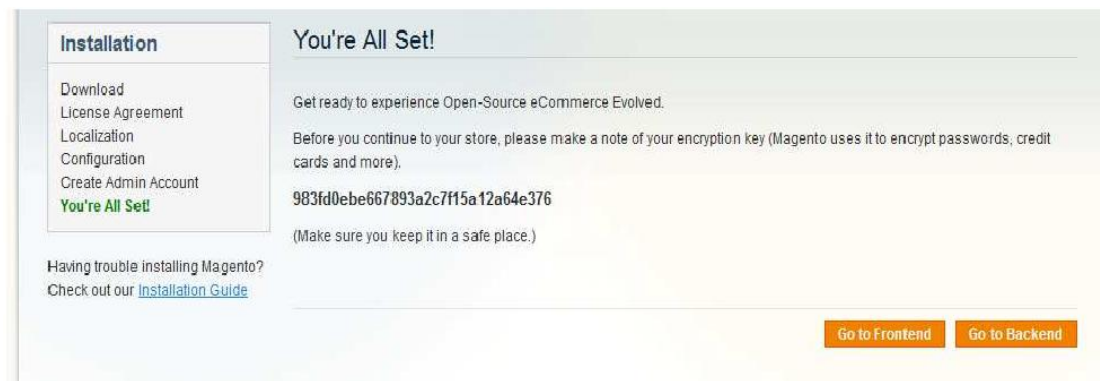 Installation
Download
License Agreement
Localization
Configuration
Create Admin Account
You're All Set!
Having trouble installing Magento?
Check out our Installation Guide
You're All Set!
Get ready to experience Open-Source eCommerce Evolved.
Before you continue to your store, please make a note of your encryption key (Magento uses it to encrypt passwords, credit
cards and more).
983fd0ebe667893a2c7f15a12a64e376
(Make sure you keep it in a safe place.)
Go to Frontend
Go to Backend